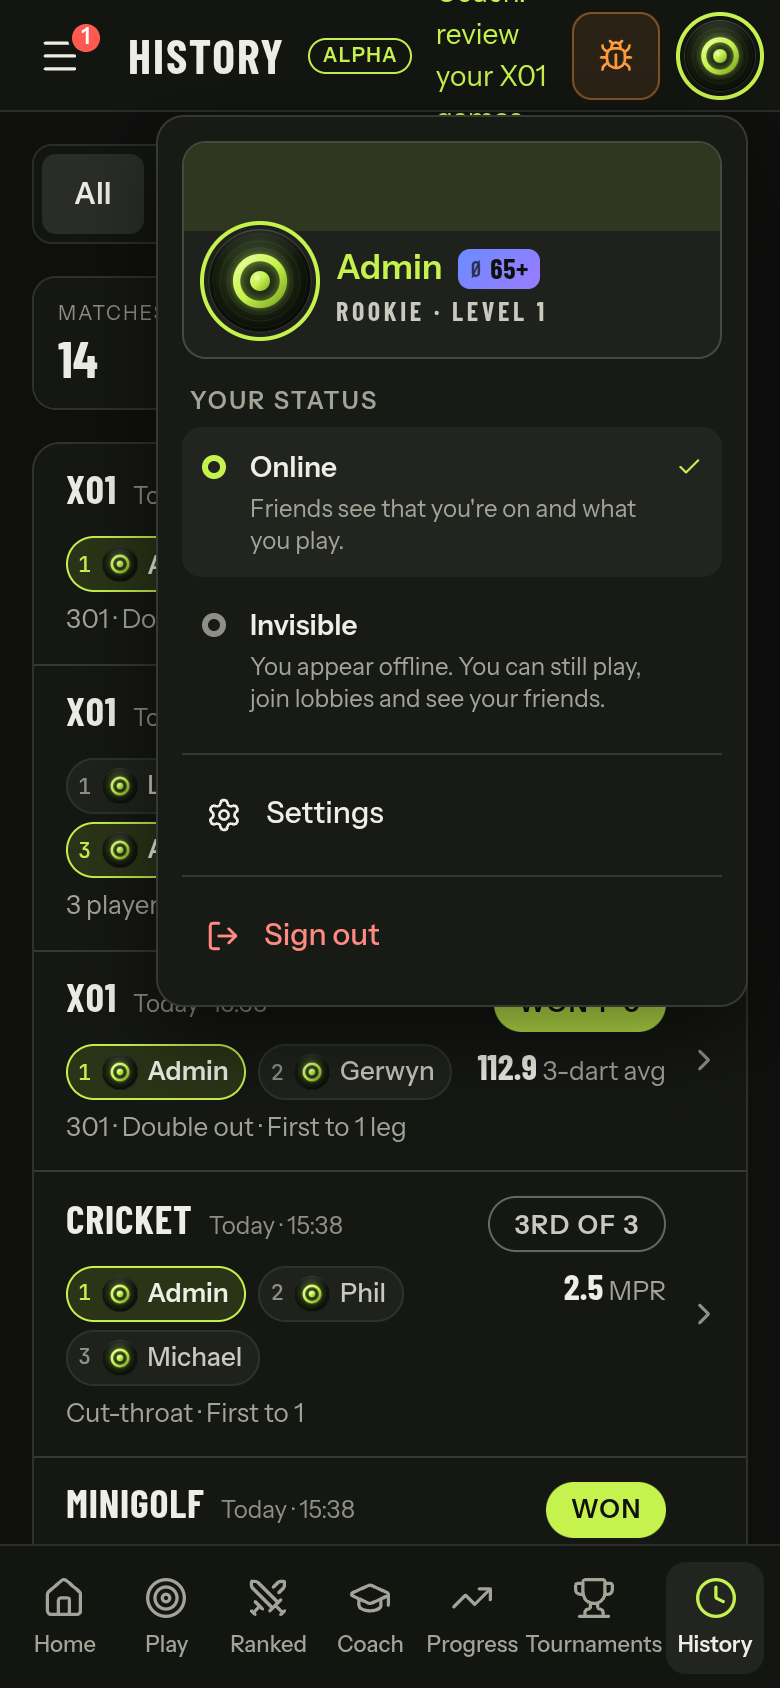 1
HISTORY
ALPHA
review
your X01
All
14
Admin
Ø 65+
ROOKIE · LEVEL 1
YOUR STATUS
Online
Friends see that you're on and what
you play.
Invisible
You appear offline. You can still play,
join lobbies and see your friends.
Settings
Sign out
X01
1
301 · Do
X01
1
3
3 player
X01 Today
1 Admin 2 Gerwyn 112.9 3-dart avg
301 · Double out · First to 1 leg
CRICKET Today · 15:38 3RD OF 3
1 Admin 2 Phil 2.5 MPR
3 Michael
Cut-throat · First to 1
MINIGOLF Today · 15:38 WON
Home Play Ranked Coach Progress Tournaments History